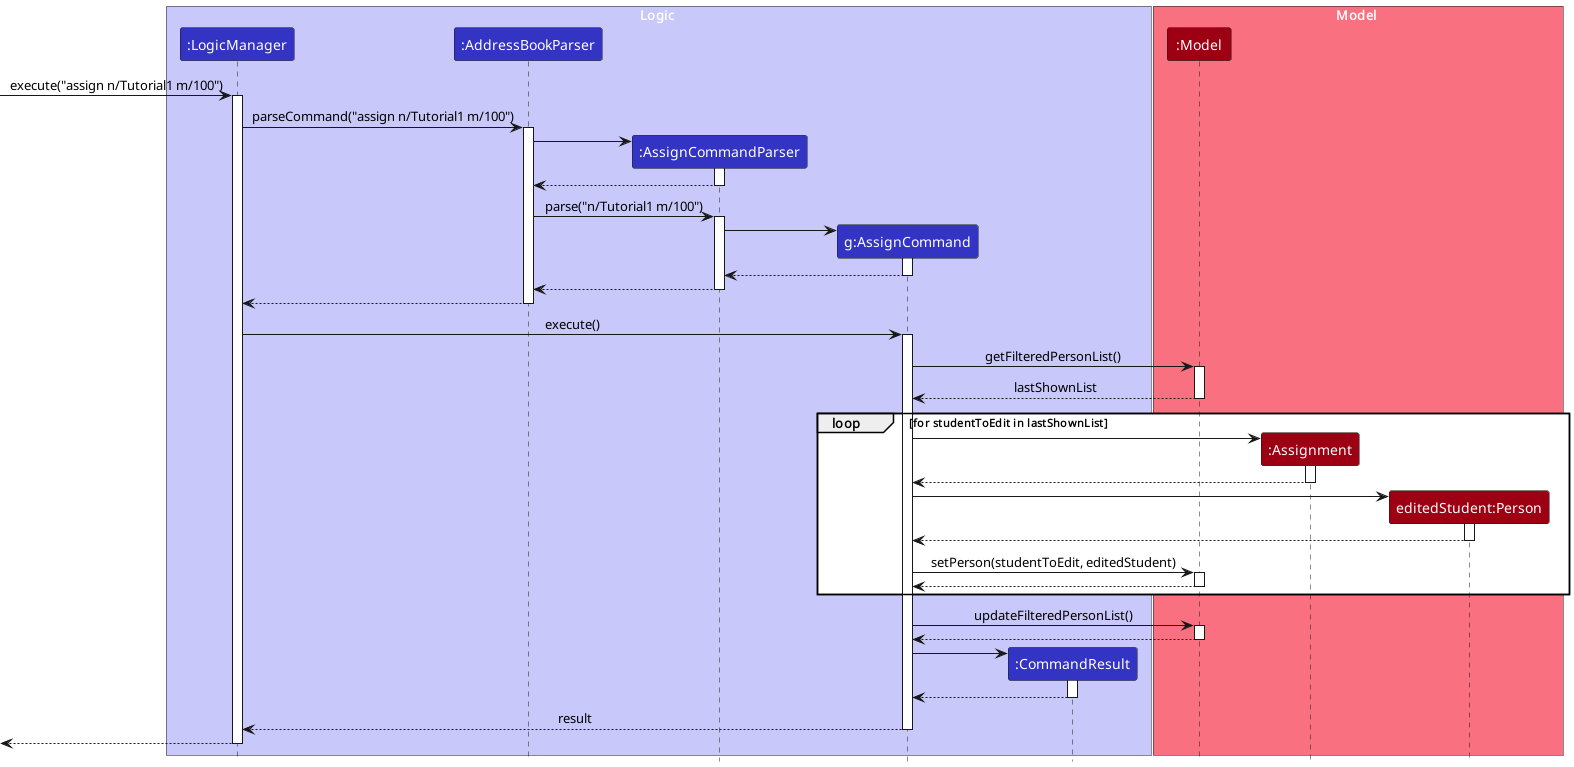 Logic
Model
:LogicManager
:AddressBookParser
:Model
execute("assign n/Tutorial1 m/100")
parseCommand("assign n/Tutorial1 m/100")
:AssignCommandParser
parse("n/Tutorial1 m/100")
g:AssignCommand
execute()
getFilteredPersonList()
lastShownList
loop
[for studentToEdit in lastShownList]
:Assignment
editedStudent:Person
setPerson(studentToEdit, editedStudent)
updateFilteredPersonList()
:CommandResult
result